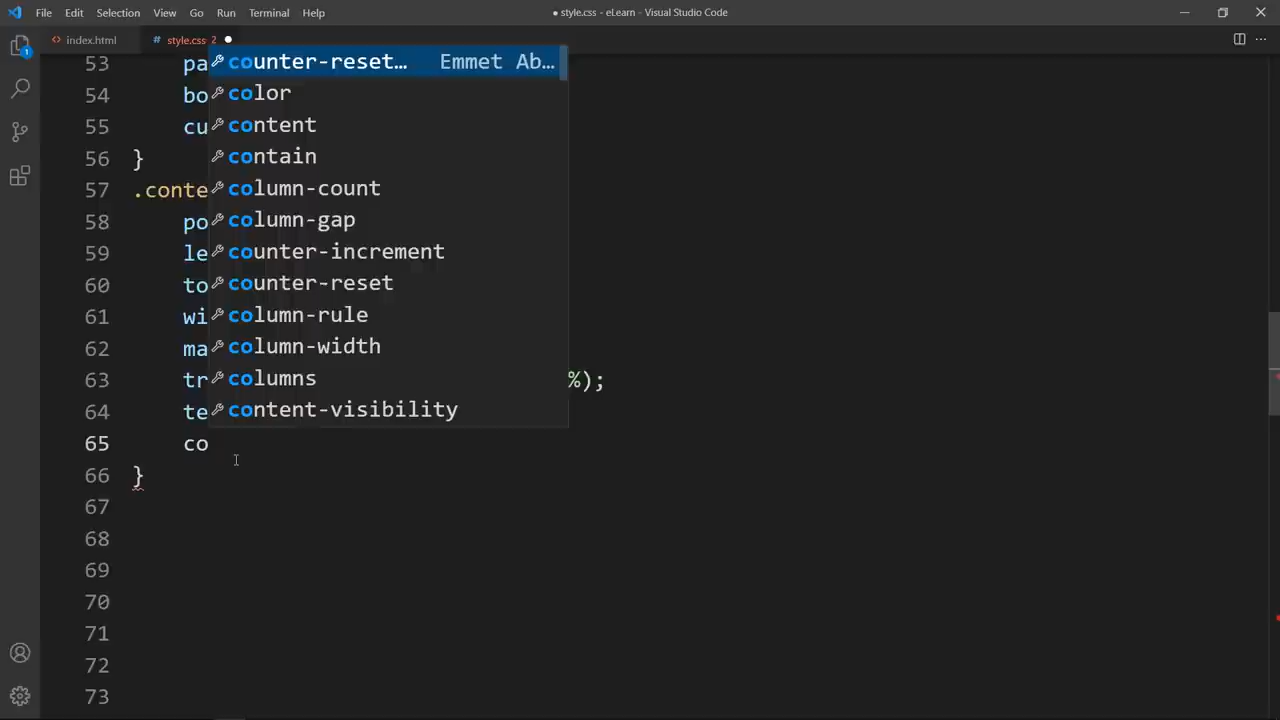 File Edit Selection View Go Run Terminal Help
● style.css - eLearn - Visual Studio Code
index.html
# style.css 2 ●
1
53 pa
54 bo
55 cu
56 }
57 .conte
58 po
59 le
60 to
61 wi
62 ma
63 tr %);
64 te
65 co
66 }
67
68
69
70
71
72
73
counter-reset… Emmet Ab…
color
content
contain
column-count
column-gap
counter-increment
counter-reset
column-rule
column-width
columns
content-visibility